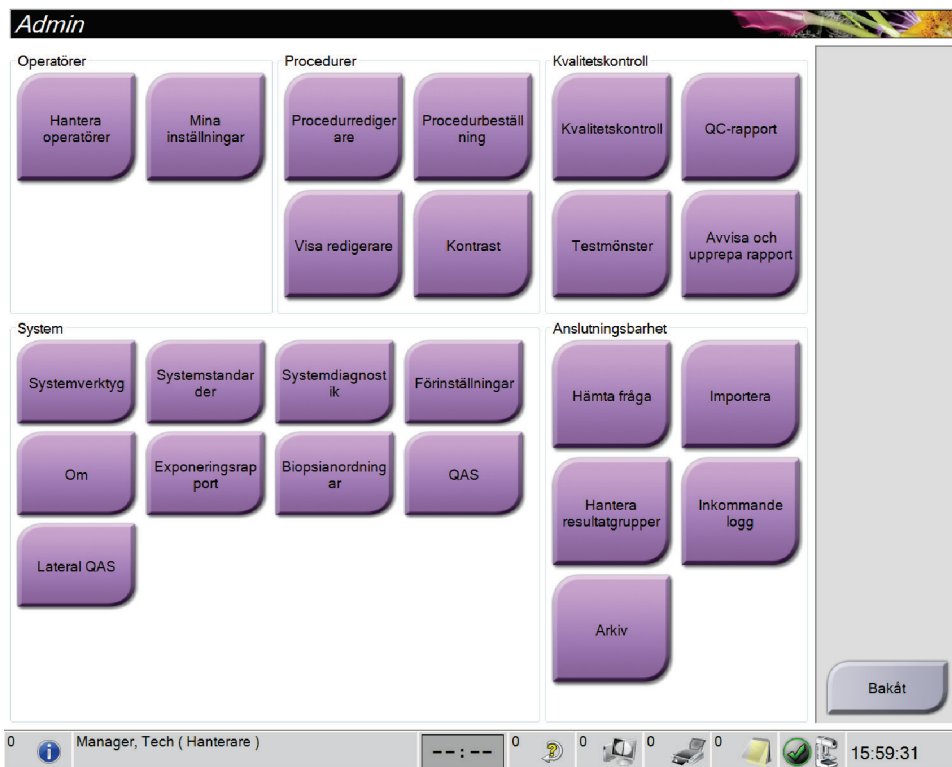 Admin
Operatörer
Hantera
operatörer
Mina
inställningar
Procedurer
Procedurrediger
are
Procedurbeställ
ning
Visa redigerare
Kontrast
Kvalitetskontroll
Kvalitetskontroll
QC-rapport
Testmönster
Avvisa och
upprepa rapport
System
Systemverktyg
Systemstandar
der
Systemdiagnost
ik
Förinställningar
Om
Exponeringsrap
port
Biopsianordning
ar
QAS
Lateral QAS
Anslutningsbarhet
Hämta fråga
Importera
Hantera
resultatgrupper
Inkommande
logg
Arkiv
Bakåt
0
Manager, Tech ( Hanterare )
--:--
0
0
0
0
15:59:31